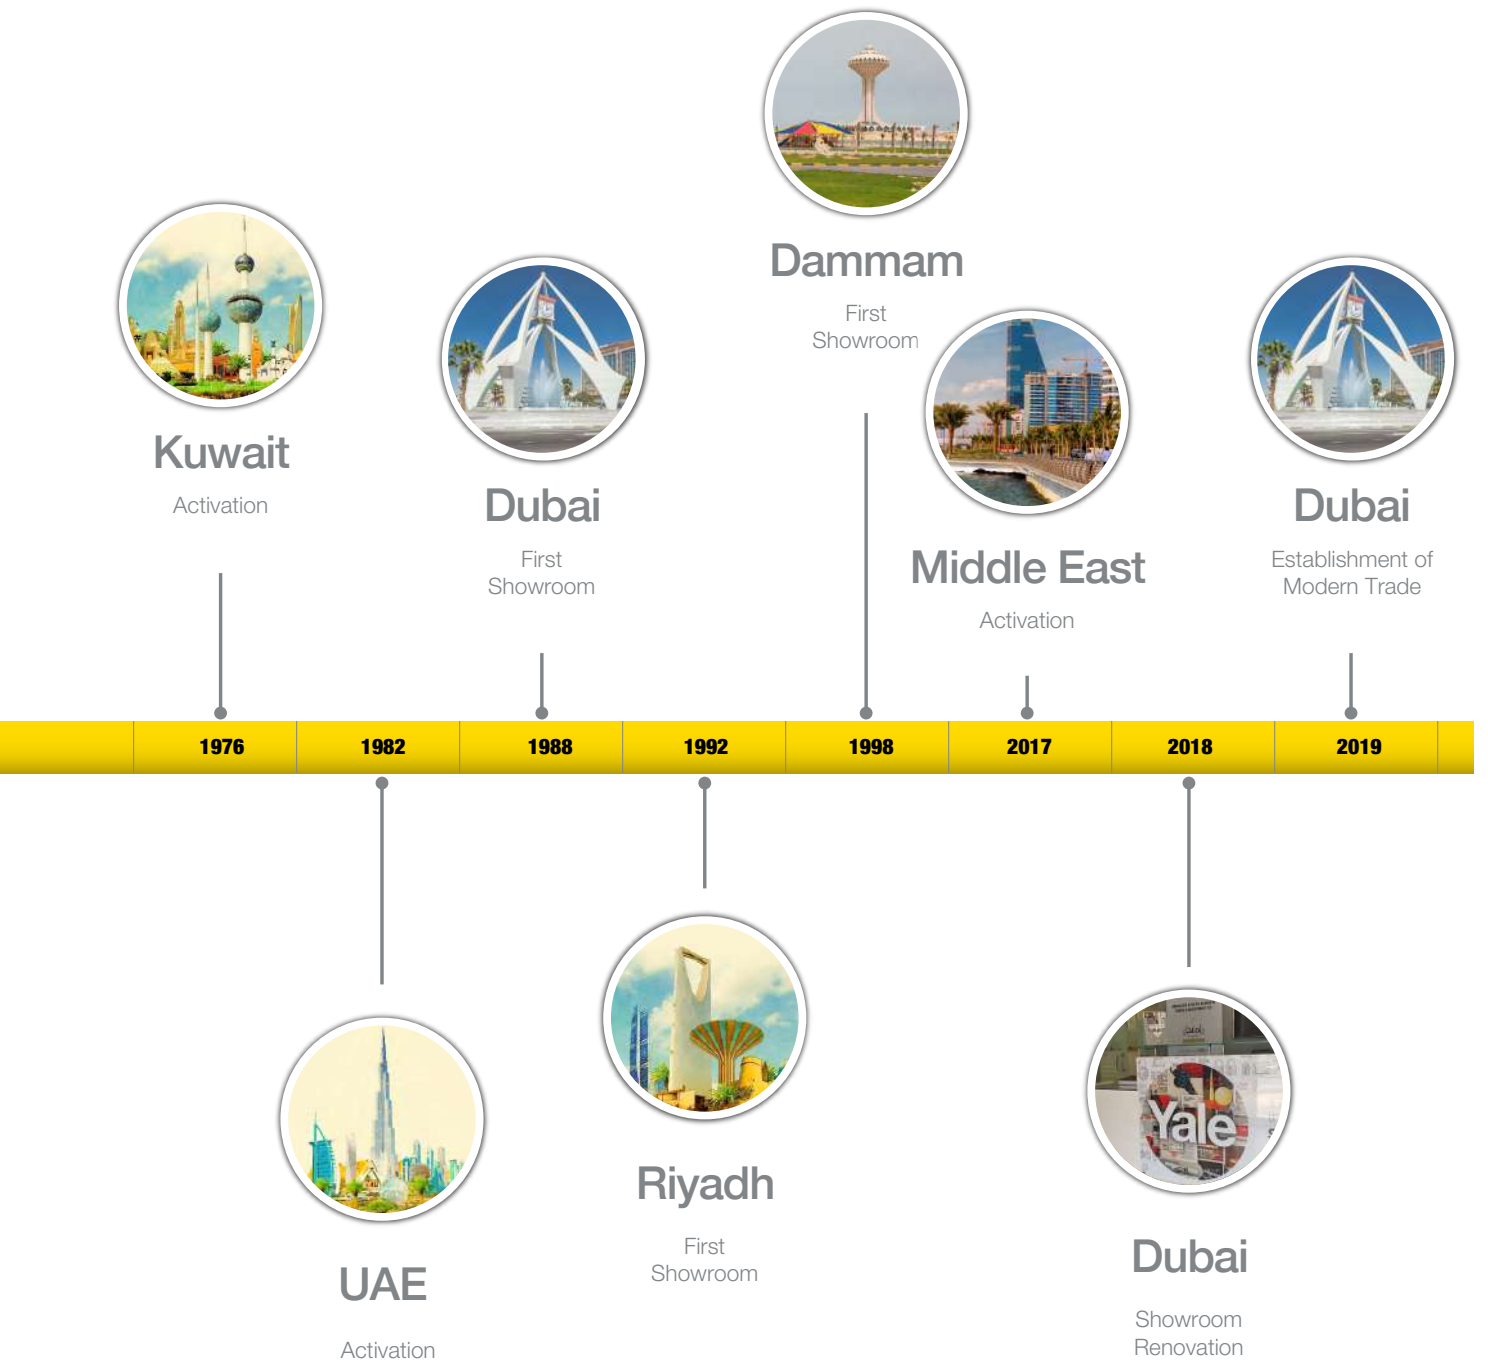 Dammam
First
Showroom
Kuwait
Activation
Dubai
First
Showroom
Middle East
Activation
Dubai
Establishment of
Modern Trade
1976
1982
1988
1992
1998
2017
2018
2019
UAE
Activation
Riyadh
First
Showroom
Yale
Dubai
Showroom
Renovation